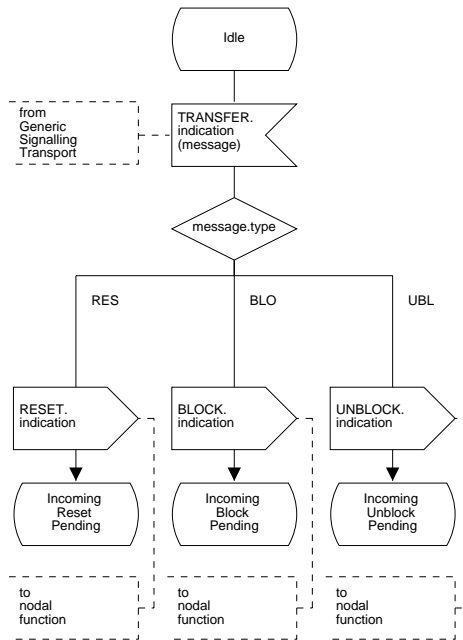 Idle
from
Generic
Signalling
Transport
TRANSFER.
indication
(message)
message.type
RES
BLO
UBL
RESET.
indication
BLOCK.
indication
UNBLOCK.
indication
Incoming
Reset
Pending
Incoming
Block
Pending
Incoming
Unblock
Pending
to
nodal
function
to
nodal
function
to
nodal
function